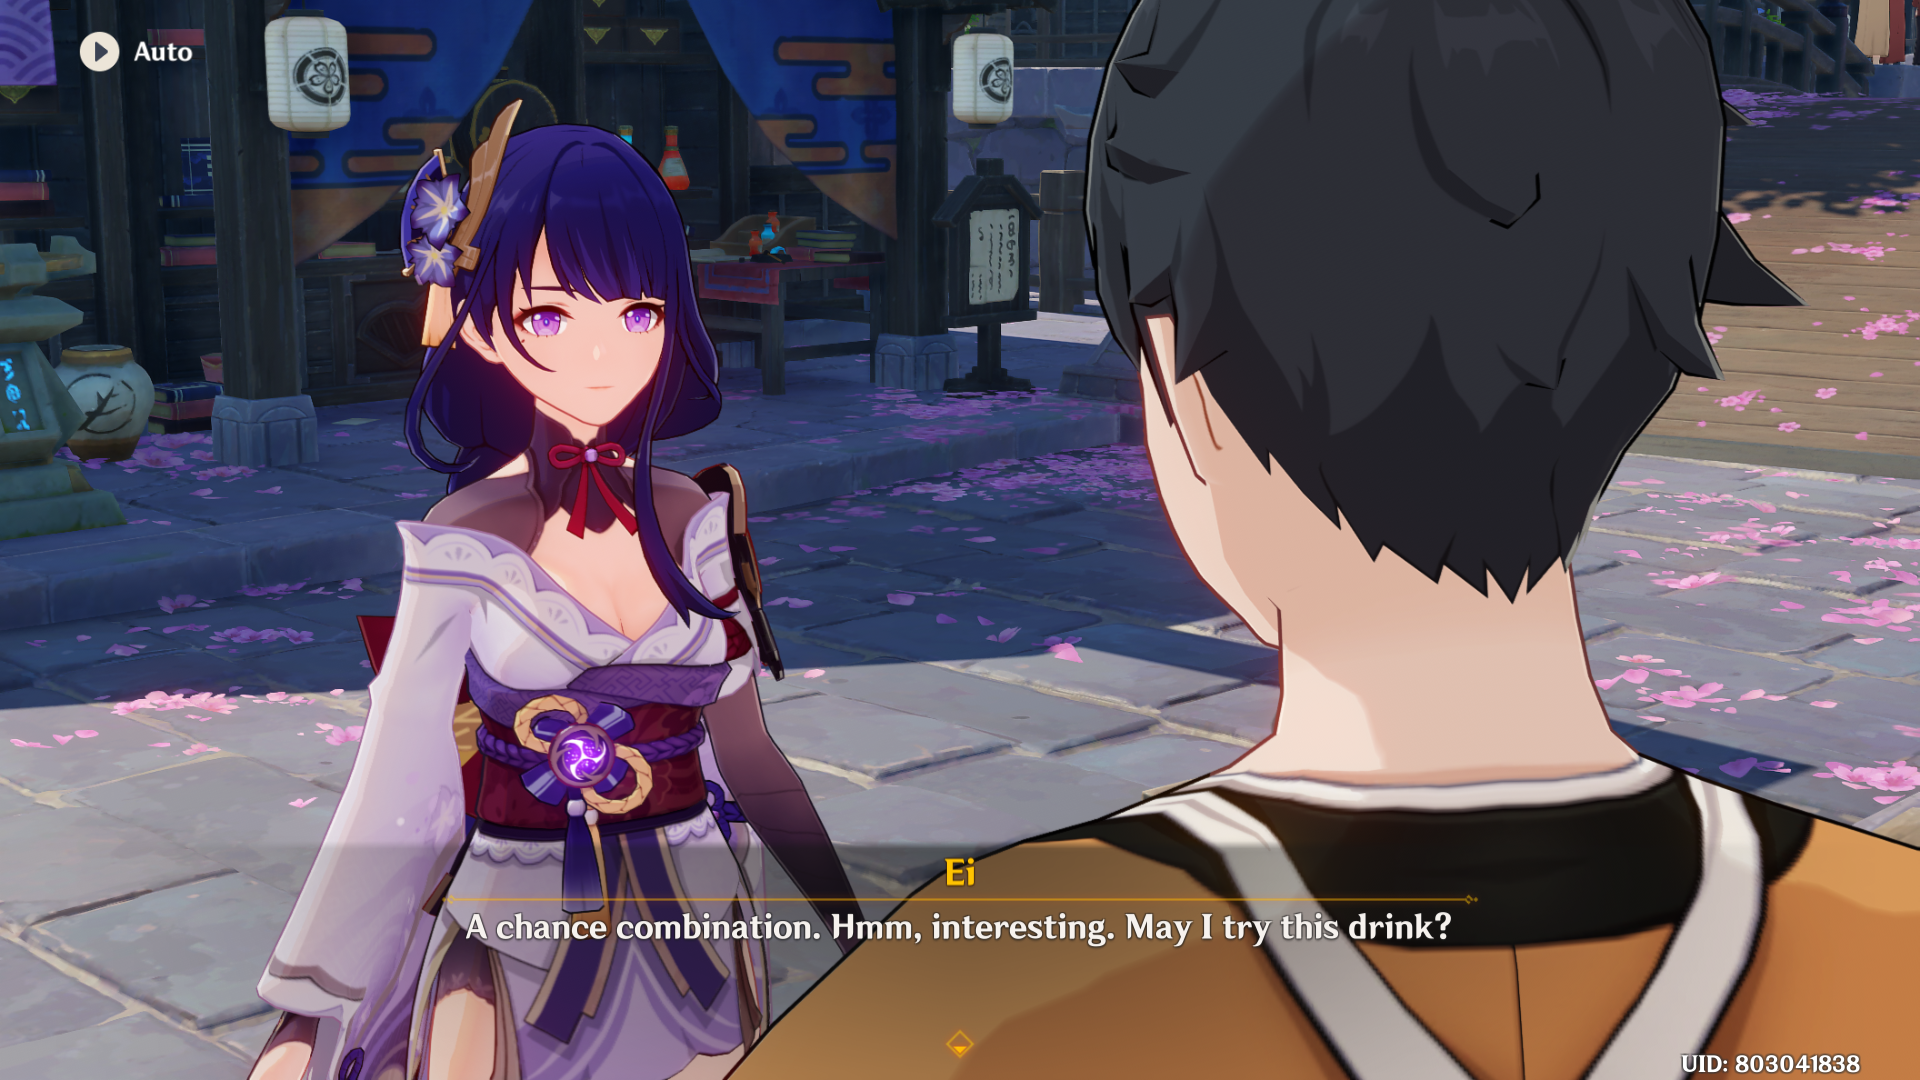 Auto
Ei
A chance combination. Hmm, interesting. May I try this drink?
UID: 803041838